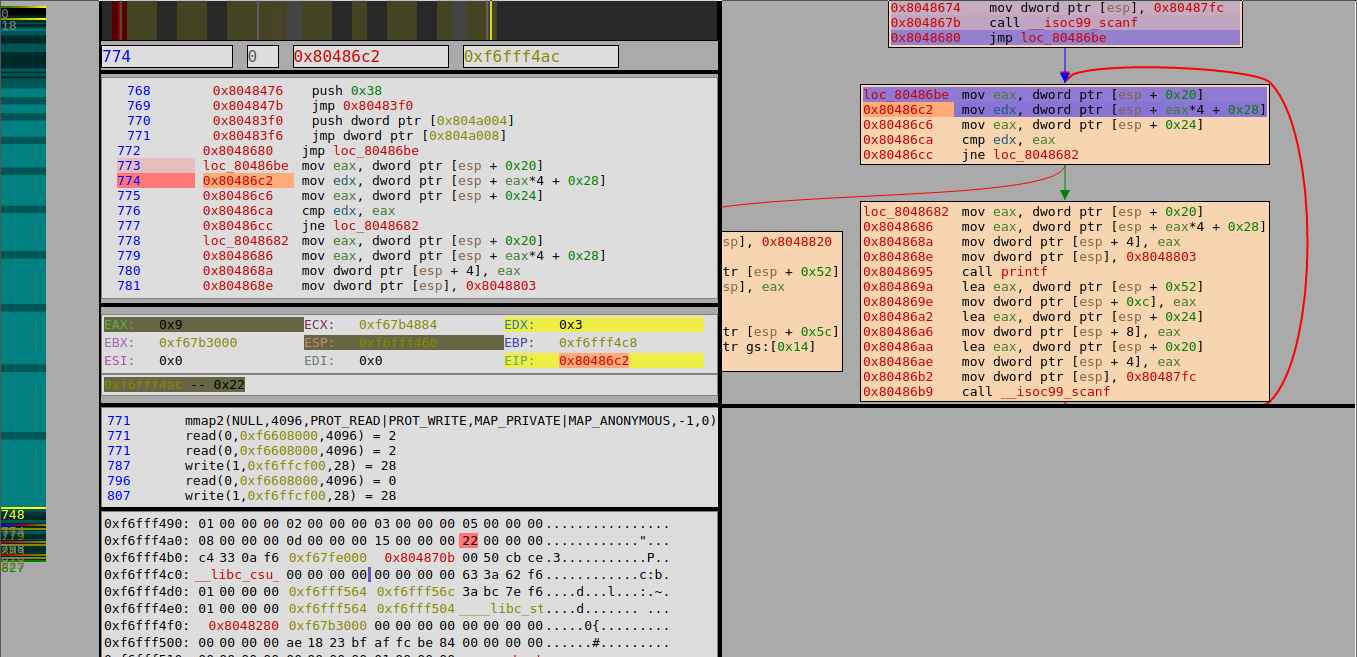 0
18
748
827
774 0 0x80486c2 0xf6fff4ac
768 0x8048476 push 0x38
769 0x804847b jmp 0x80483f0
770 0x80483f0 push dword ptr [0x804a004]
771 0x80483f6 jmp dword ptr [0x804a008]
772 0x8048680 jmp loc_80486be
773 loc_80486be mov eax, dword ptr [esp + 0x20]
774 0x80486c2 mov edx, dword ptr [esp + eax*4 + 0x28]
775 0x80486c6 mov eax, dword ptr [esp + 0x24]
776 0x80486ca cmp edx, eax
777 0x80486cc jne loc_8048682
778 loc_8048682 mov eax, dword ptr [esp + 0x20]
779 0x8048686 mov eax, dword ptr [esp + eax*4 + 0x28]
780 0x804868a mov dword ptr [esp + 4], eax
781 0x804868e mov dword ptr [esp], 0x8048803
EAX: 0x9 ECX: 0xf67b4884 EDX: 0x3
EBX: 0xf67b3000 ESP: 0xf6fff460 EBP: 0xf6fff4c8
ESI: 0x0 EDI: 0x0 EIP: 0x80486c2
0xf6fff4ac -- 0x22
771 mmap2(NULL,4096,PROT_READ|PROT_WRITE,MAP_PRIVATE|MAP_ANONYMOUS,-1,0)
771 read(0,0xf6608000,4096) = 2
771 read(0,0xf6608000,4096) = 2
787 write(1,0xf6ffcf00,28) = 28
796 read(0,0xf6608000,4096) = 0
807 write(1,0xf6ffcf00,28) = 28
0xf6fff490: 01 00 00 00 02 00 00 00 03 00 00 00 05 00 00 00................
0xf6fff4a0: 08 00 00 00 0d 00 00 00 15 00 00 00 22 00 00 00............"...
0xf6fff4b0: c4 33 0a f6 0xf67fe000 0x804870b 00 50 cb ce.3...........P..
0xf6fff4c0: __libc_csu_ 00 00 00 00 00 00 00 00 63 3a 62 f6............c:b.
0xf6fff4d0: 01 00 00 00 0xf6fff564 0xf6fff56c 3a bc 7e f6....d...l...:.~.
0xf6fff4e0: 01 00 00 00 0xf6fff564 0xf6fff504 ____libc_st....d....... ...
0xf6fff4f0: 0x8048280 0xf67b3000 00 00 00 00 00 00 00 00.....0{.........
0xf6fff500: 00 00 00 00 ae 18 23 bf af fc be 84 00 00 00 00......#.........
0x8048674 mov dword ptr [esp], 0x80487fc
0x804867b call __isoc99_scanf
0x8048680 jmp loc_80486be
loc_80486be mov eax, dword ptr [esp + 0x20]
0x80486c2 mov edx, dword ptr [esp + eax*4 + 0x28]
0x80486c6 mov eax, dword ptr [esp + 0x24]
0x80486ca cmp edx, eax
0x80486cc jne loc_8048682
sp], 0x8048820
tr [esp + 0x52]
sp], eax
tr [esp + 0x5c]
tr gs:[0x14]
loc_8048682 mov eax, dword ptr [esp + 0x20]
0x8048686 mov eax, dword ptr [esp + eax*4 + 0x28]
0x804868a mov dword ptr [esp + 4], eax
0x804868e mov dword ptr [esp], 0x8048803
0x8048695 call printf
0x804869a lea eax, dword ptr [esp + 0x52]
0x804869e mov dword ptr [esp + 0xc], eax
0x80486a2 lea eax, dword ptr [esp + 0x24]
0x80486a6 mov dword ptr [esp + 8], eax
0x80486aa lea eax, dword ptr [esp + 0x20]
0x80486ae mov dword ptr [esp + 4], eax
0x80486b2 mov dword ptr [esp], 0x80487fc
0x80486b9 call __isoc99_scanf